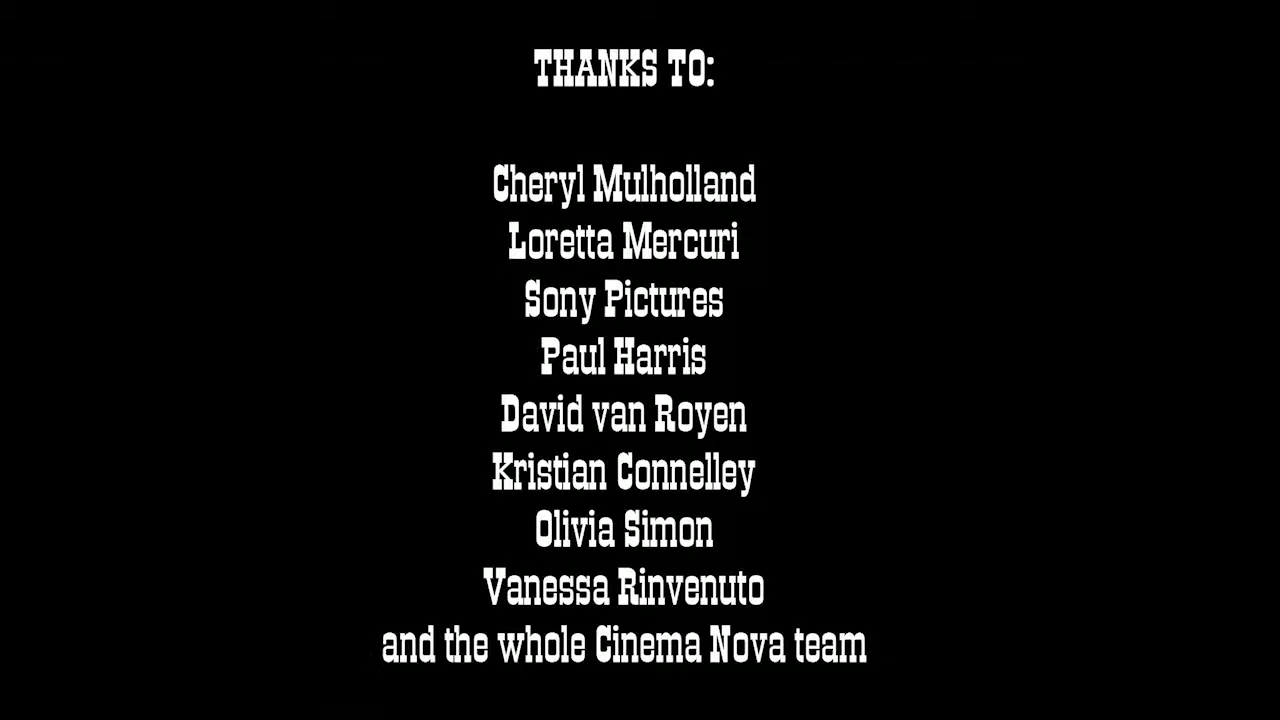 THANKS TO:
Cheryl Mulholland
Loretta Mercuri
Sony Pictures
Paul Harris
David van Royen
Kristian Connelley
Olivia Simon
Vanessa Rinvenuto
and the whole Cinema Nova team